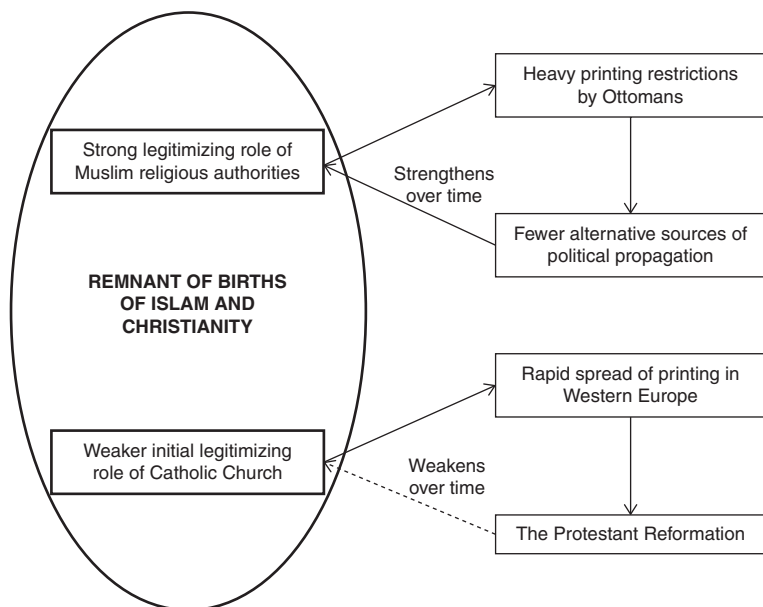 Heavy printing restrictions
by Ottomans
Strong legitimizing role of
Muslim religious authorities
Strengthens
over time
Fewer alternative sources of
political propagation
REMNANT OF BIRTHS
OF ISLAM AND
CHRISTIANITY
Rapid spread of printing in
Western Europe
Weaker initial legitimizing
role of Catholic Church
Weakens
over time
The Protestant Reformation